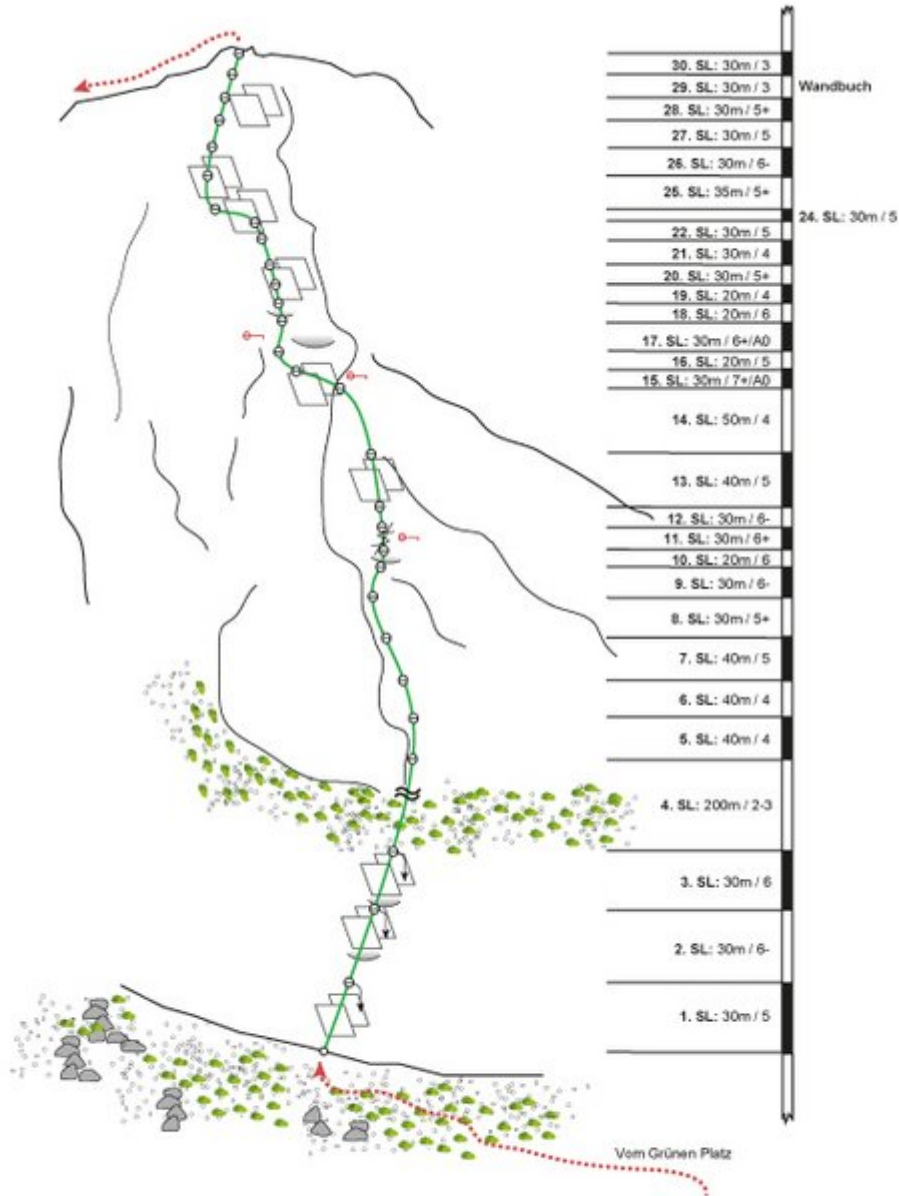 30. SL: 30m / 3
29. SL: 30m / 3
Wandbuch
28. SL: 30m / 5+
27. SL: 30m / 5
26. SL: 30m / 6-
25. SL: 35m / 5+
24. SL: 30m / 5
22. SL: 30m / 5
21. SL: 30m / 4
20. SL: 30m / 5+
19. SL: 20m / 4
18. SL: 20m / 6
17. SL: 30m / 6+/A0
16. SL: 20m / 5
15. SL: 30m / 7+/A0
14. SL: 50m / 4
13. SL: 40m / 5
12. SL: 30m / 6-
11. SL: 30m / 6+
10. SL: 20m / 6
9. SL: 30m / 6-
8. SL: 30m / 5+
7. SL: 40m / 5
6. SL: 40m / 4
5. SL: 40m / 4
4. SL: 200m / 2-3
3. SL: 30m / 6
2. SL: 30m / 6-
1. SL: 30m / 5
Vom Grünen Platz